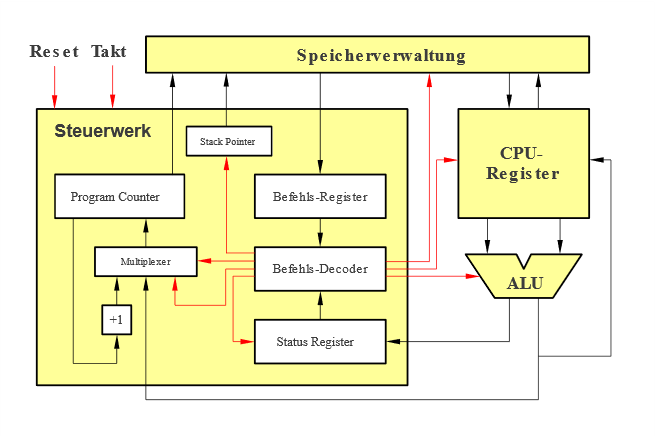 Speicherverwaltung
Reset Takt
Steuerwerk
Stack Pointer
CPU-
Register
Program Counter
Befehls-Register
Multiplexer
Befehls-Decoder
ALU
+1
Status Register